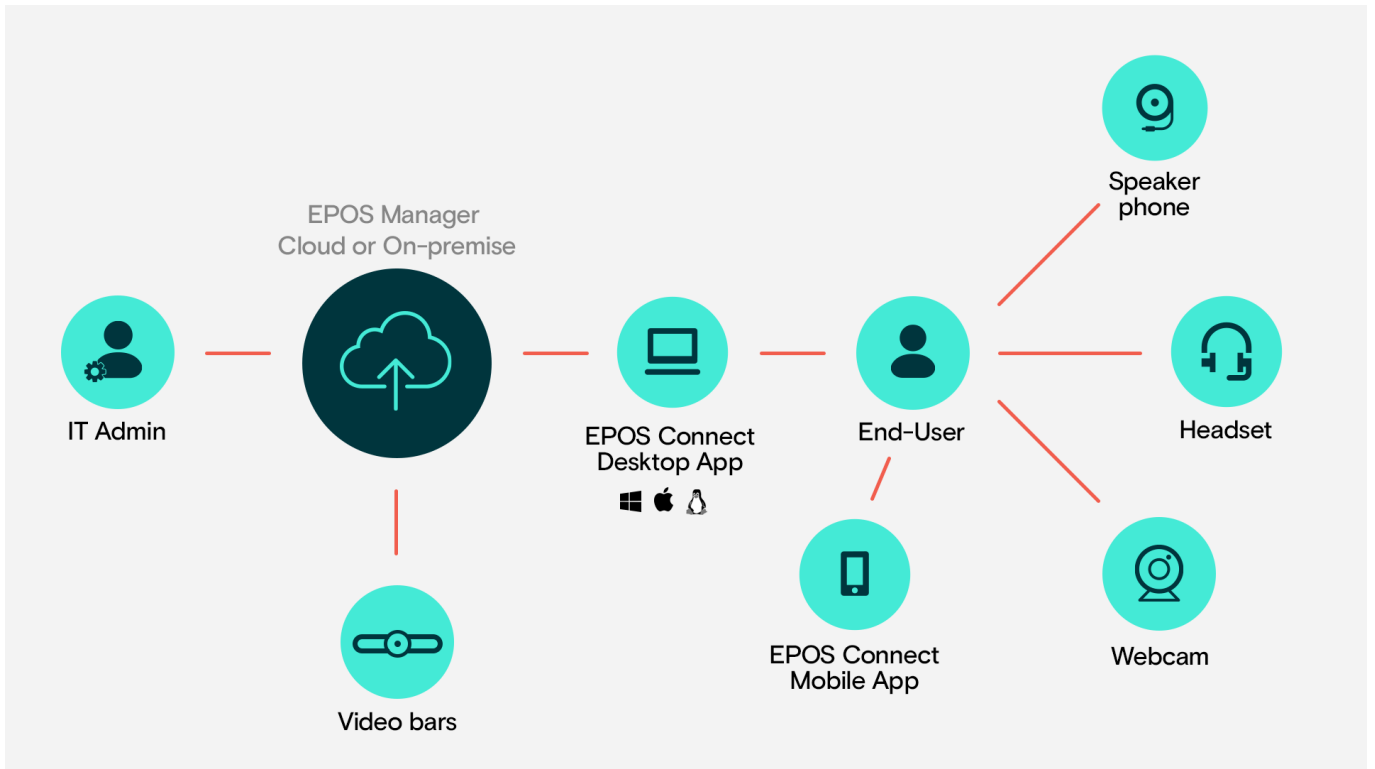 Speaker
phone
EPOS Manager
Cloud or On-premise
IT Admin
EPOS Connect
Desktop App
End-User
Headset
EPOS Connect
Mobile App
Webcam
Video bars